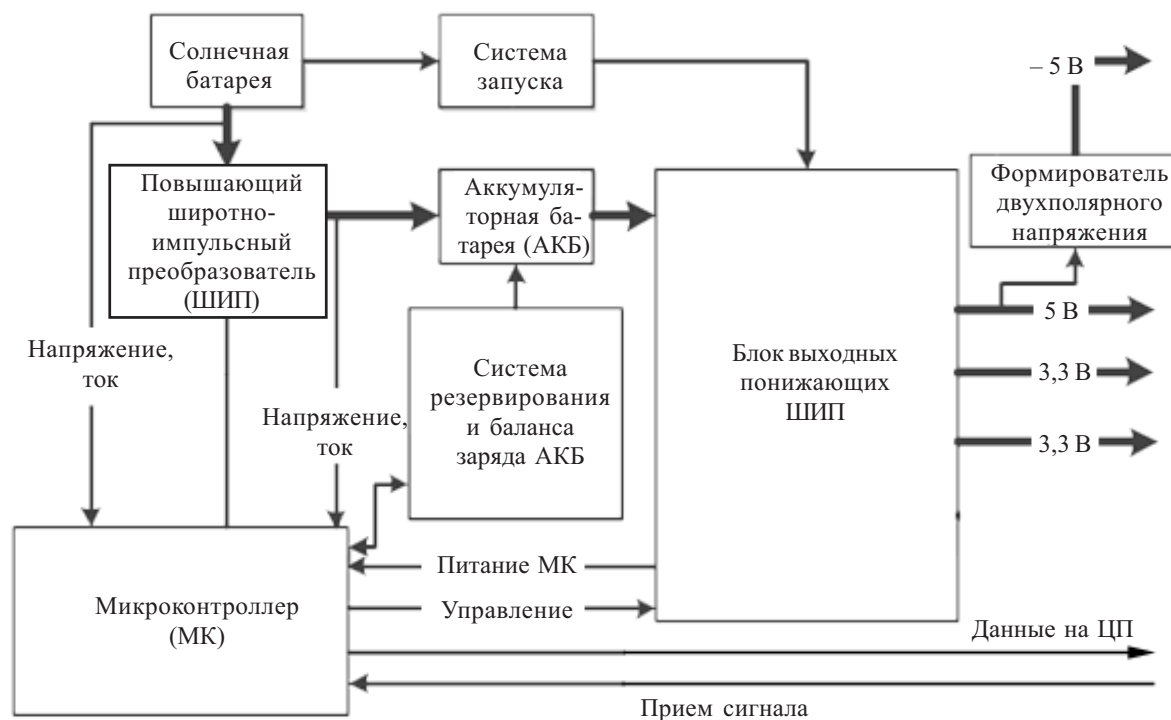 Солнечная
батарея
Система
запуска
– 5 В
Повышающий
широтно-
импульсный
преобразователь
(ШИП)
Аккумуля-
торная ба-
тарея (АКБ)
Формирователь
двухполярного
напряжения
Напряжение,
ток
Напряжение,
ток
Система
резервирования
и баланса
заряда АКБ
Блок выходных
понижающих
ШИП
5 В
3,3 В
3,3 В
Микроконтроллер
(МК)
Питание МК
Управление
Данные на ЦП
Прием сигнала